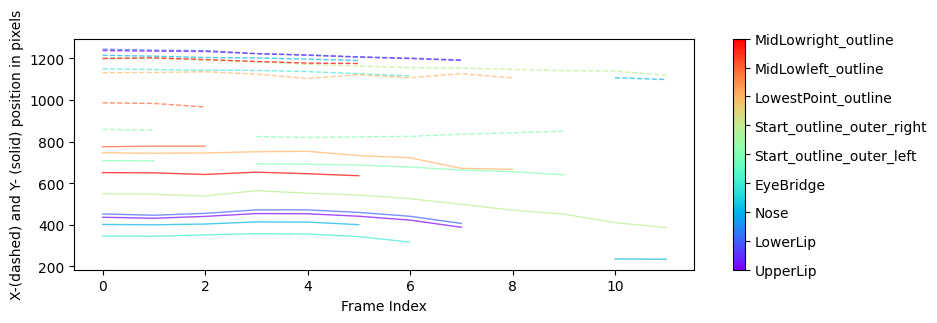 X-(dashed) and Y- (solid) position in pixels
1200
1000
800
600
400
200
0
2
4
6
8
10
Frame Index
MidLowright_outline
MidLowleft_outline
LowestPoint_outline
Start_outline_outer_right
Start_outline_outer_left
EyeBridge
Nose
LowerLip
UpperLip